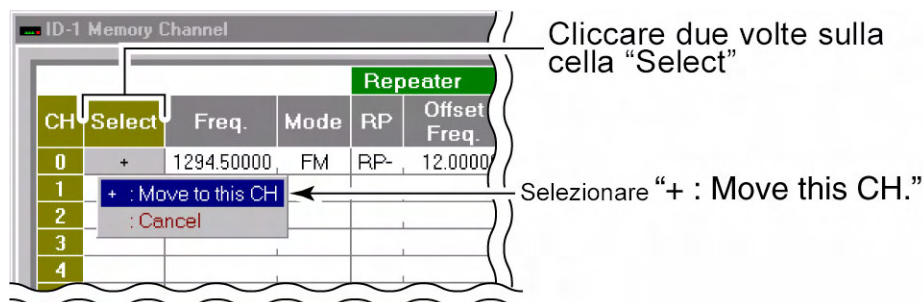 ID-1 Memory Channel
Cliccare due volte sulla
cella “Select”
Repeater
CH Select Freq. Mode RP Offset Freq.
0 + 1294.50000 FM RP- 12.0000
1 + : Move to this CH
Selezionare “+ : Move this CH.”
2 : Cancel
3
4